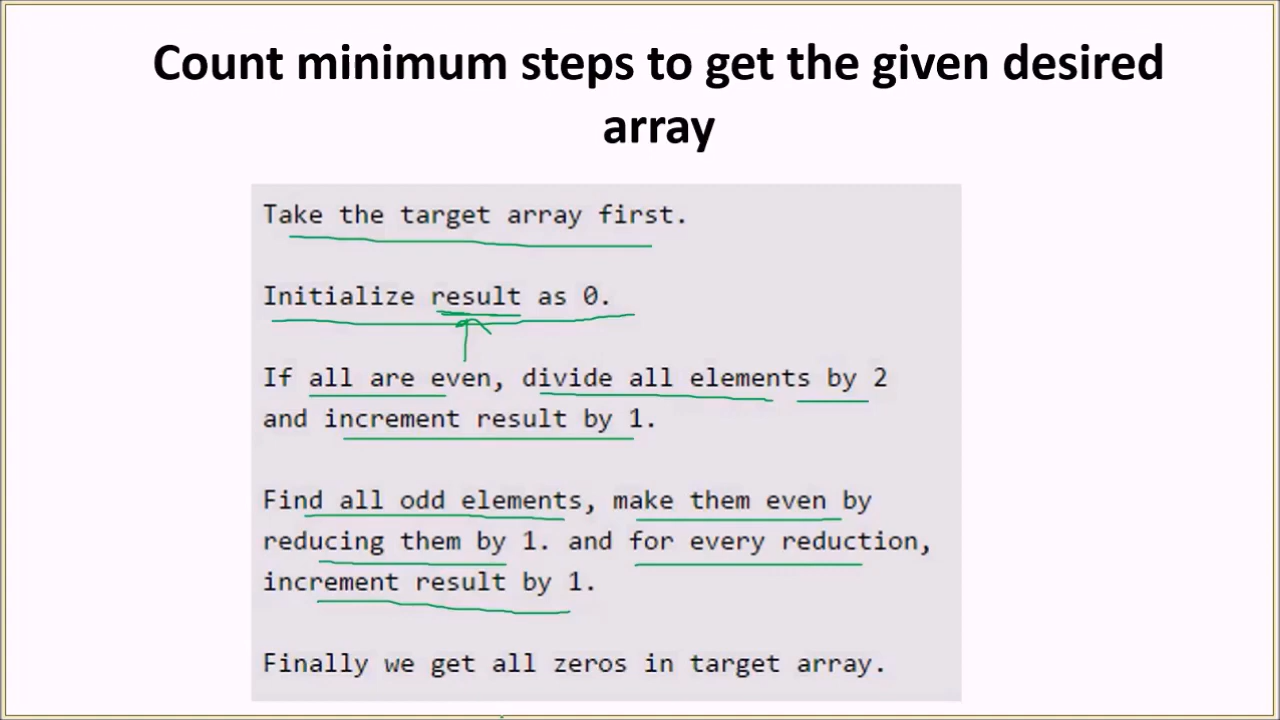 Count minimum steps to get the given desired
array
Take the target array first.
Initialize result as 0.
If all are even, divide all elements by 2
and increment result by 1.
Find all odd elements, make them even by
reducing them by 1. and for every reduction,
increment result by 1.
Finally we get all zeros in target array.